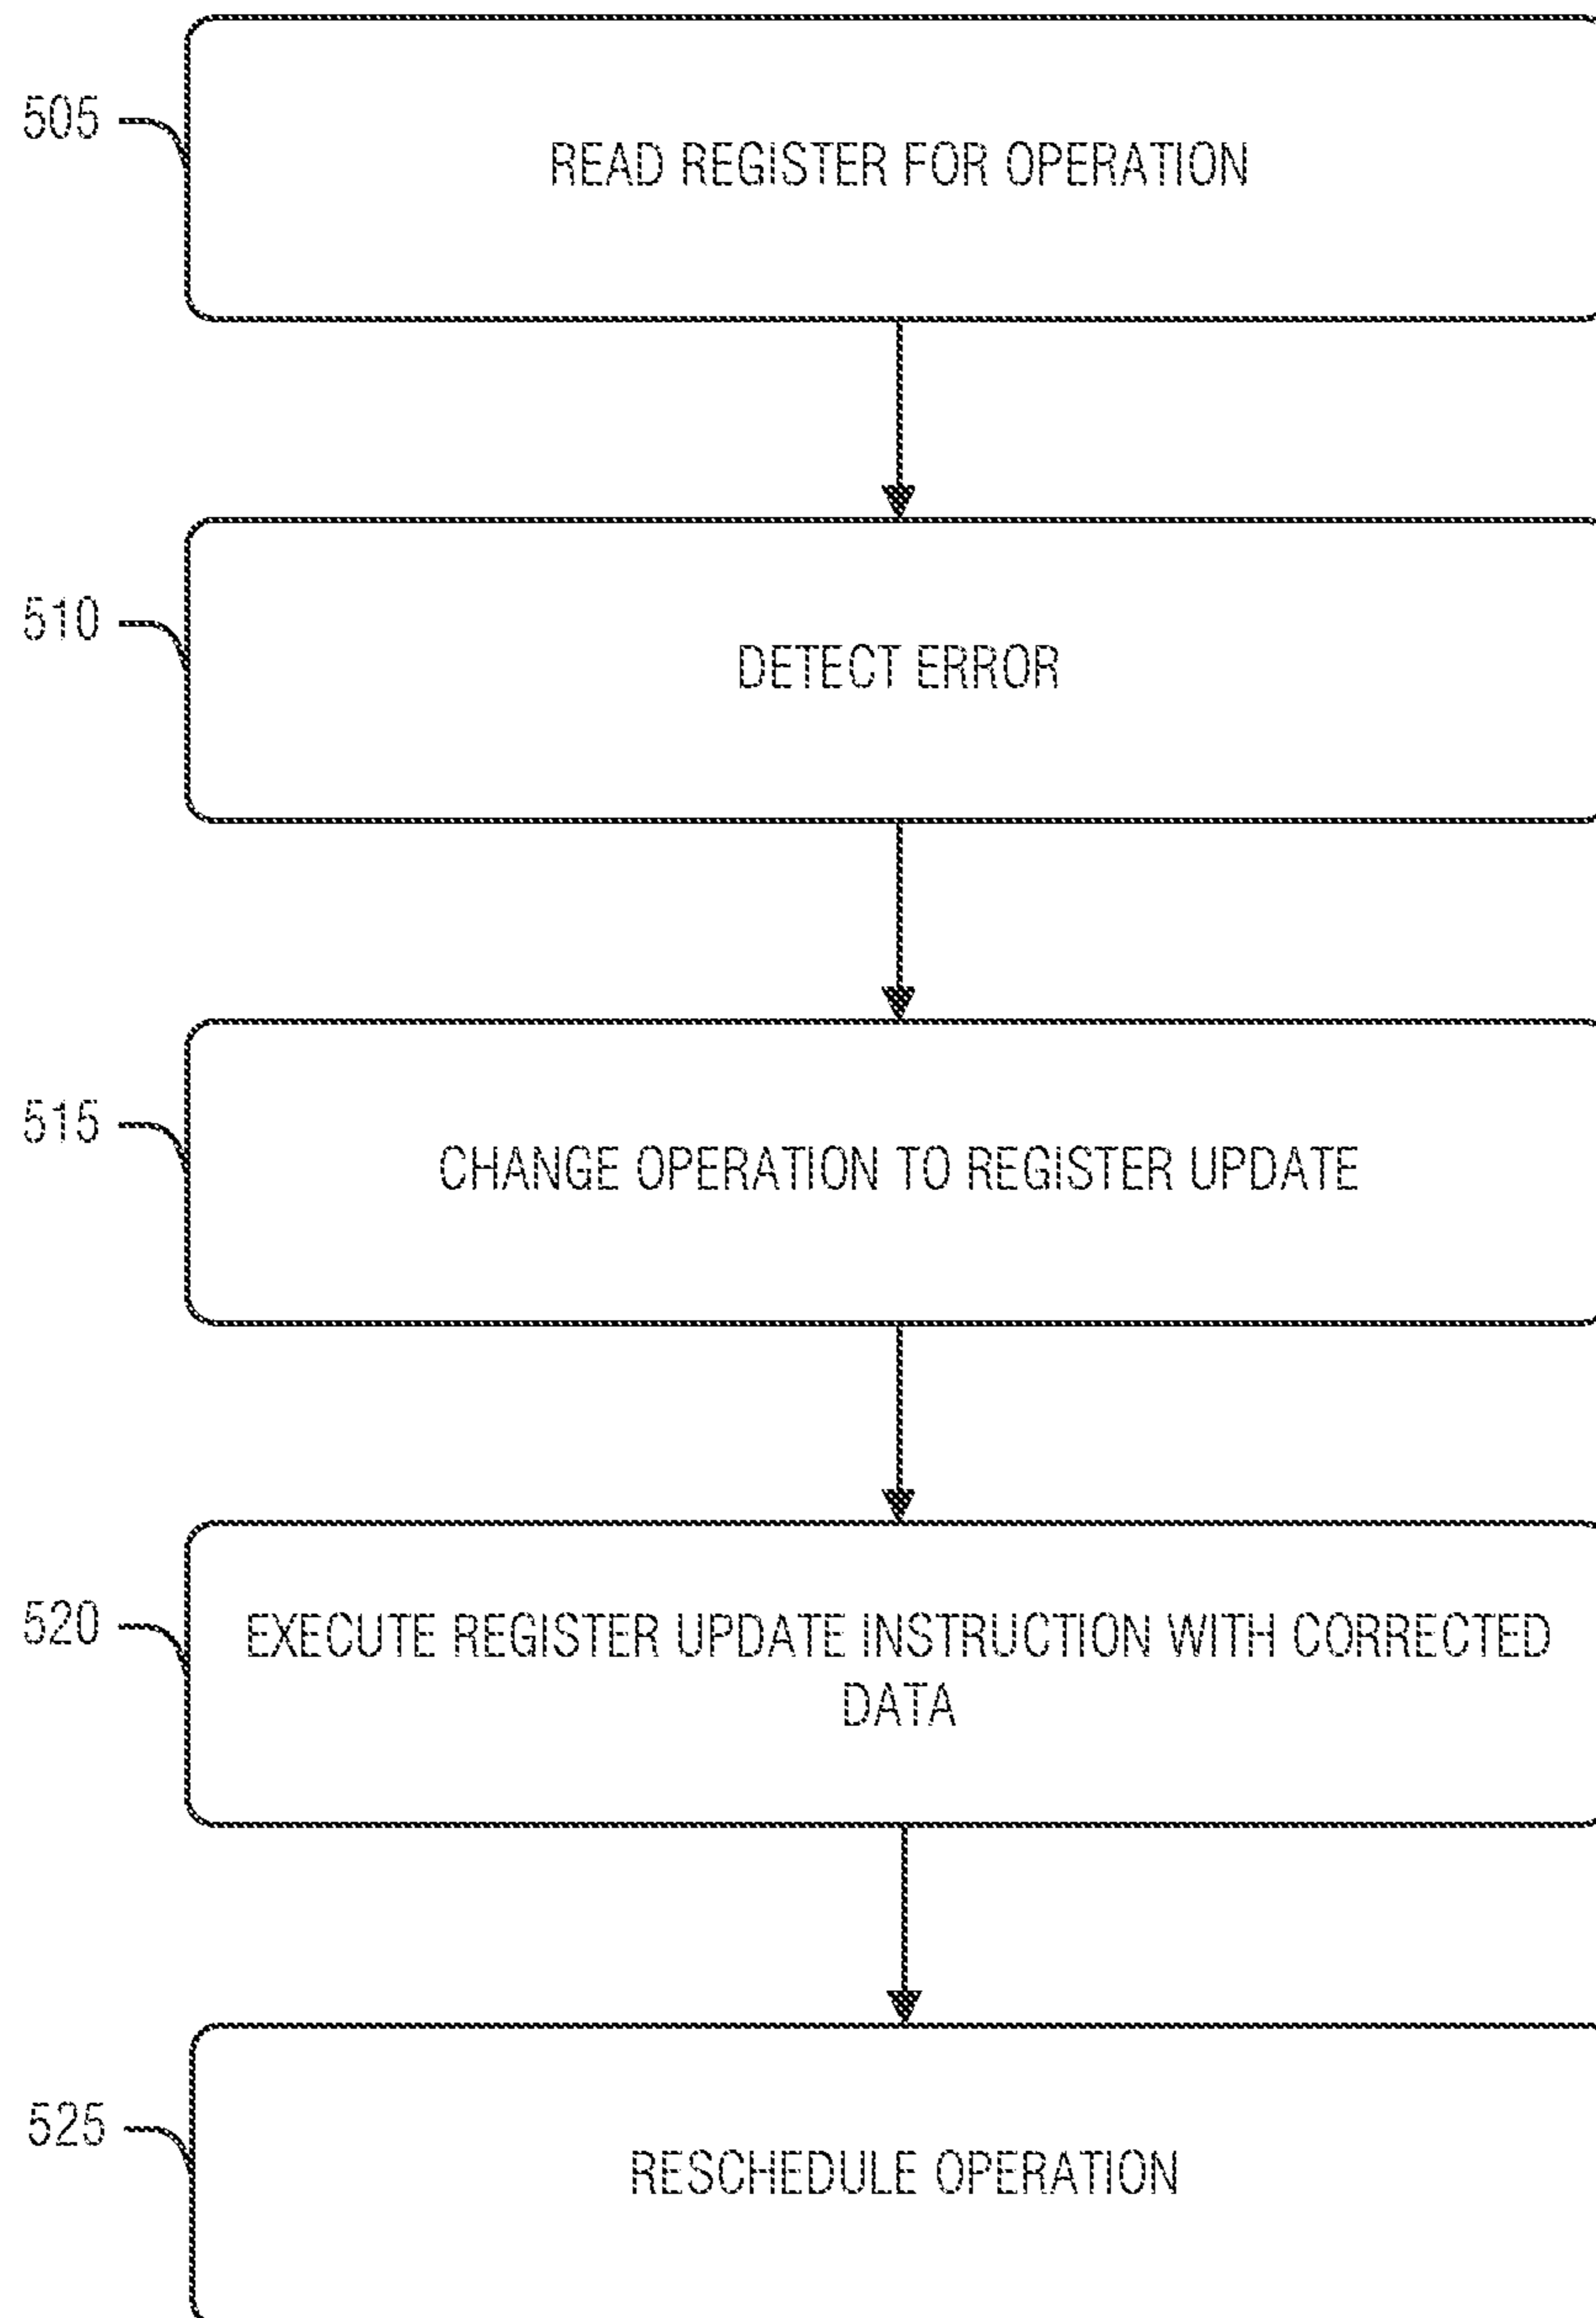 505
READ REGISTER FOR OPERATION
510
DETECT ERROR
515
CHANGE OPERATION TO REGISTER UPDATE
520
EXECUTE REGISTER UPDATE INSTRUCTION WITH CORRECTED
DATA
525
RESCHEDULE OPERATION